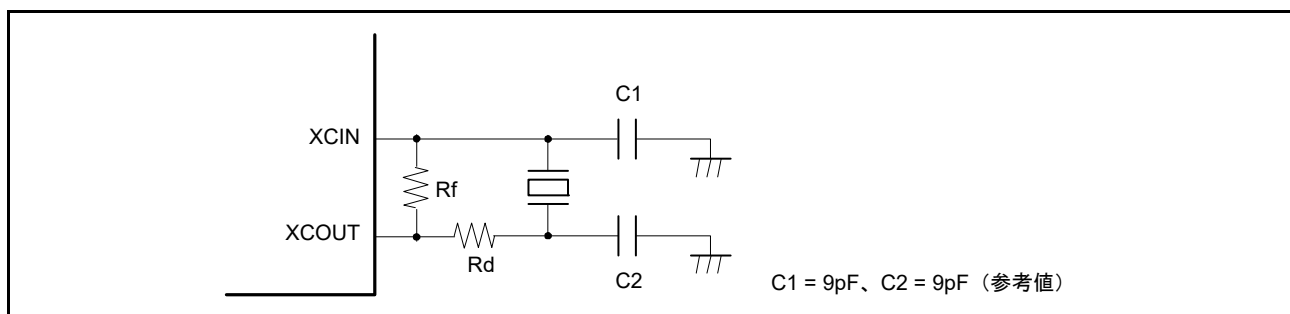 C1
XCIN
Rf
XCOUT
Rd
C2
C1 = 9pF、C2 = 9pF（参考値）